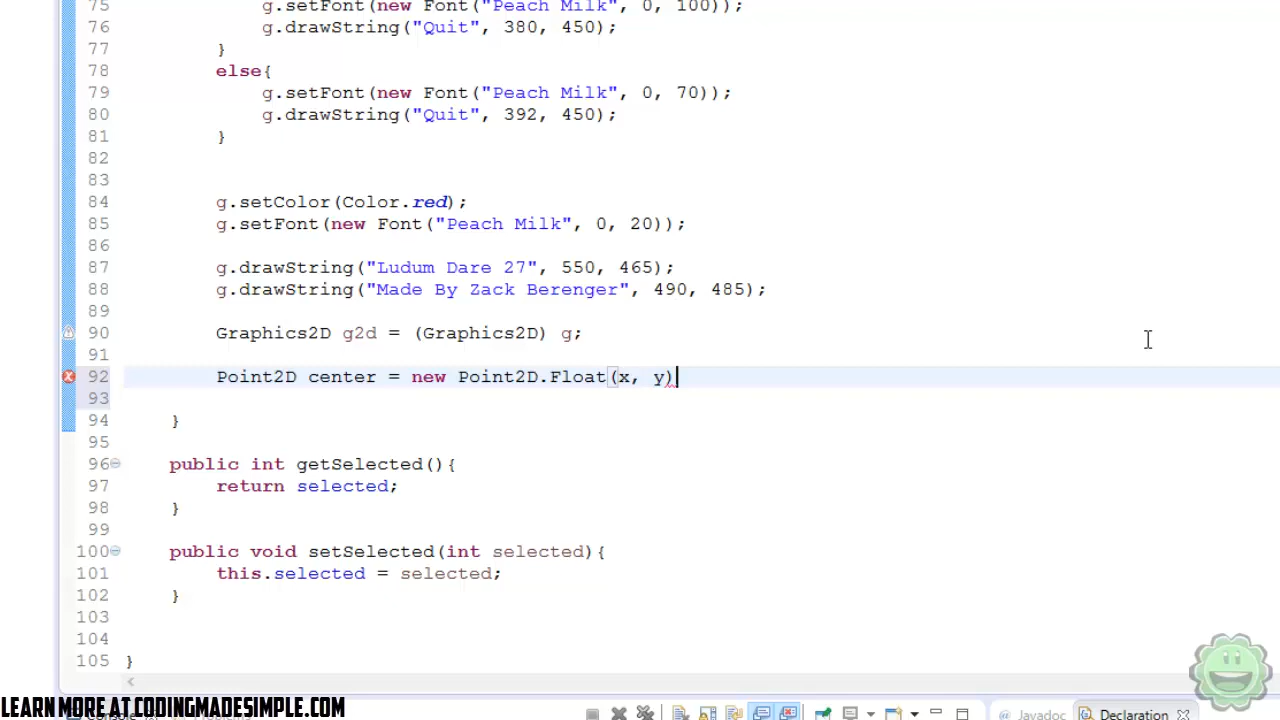 75 g.setFont(new Font("Peach Milk", 0, 100));
76 g.drawString("Quit", 380, 450);
77 }
78 else{
79 g.setFont(new Font("Peach Milk", 0, 70));
80 g.drawString("Quit", 392, 450);
81 }
82
83
84 g.setColor(Color.red);
85 g.setFont(new Font("Peach Milk", 0, 20));
86
87 g.drawString("Ludum Dare 27", 550, 465);
88 g.drawString("Made By Zack Berenger", 490, 485);
89
90 Graphics2D g2d = (Graphics2D) g;
91
92 Point2D center = new Point2D.Float(x, y)
93
94 }
95
96 public int getSelected(){
97 return selected;
98 }
99
100 public void setSelected(int selected){
101 this.selected = selected;
102 }
103
104
105 }
LEARN MORE AT CODINGMADESIMPLE.COM
Console Problems @ Javadoc Declaration